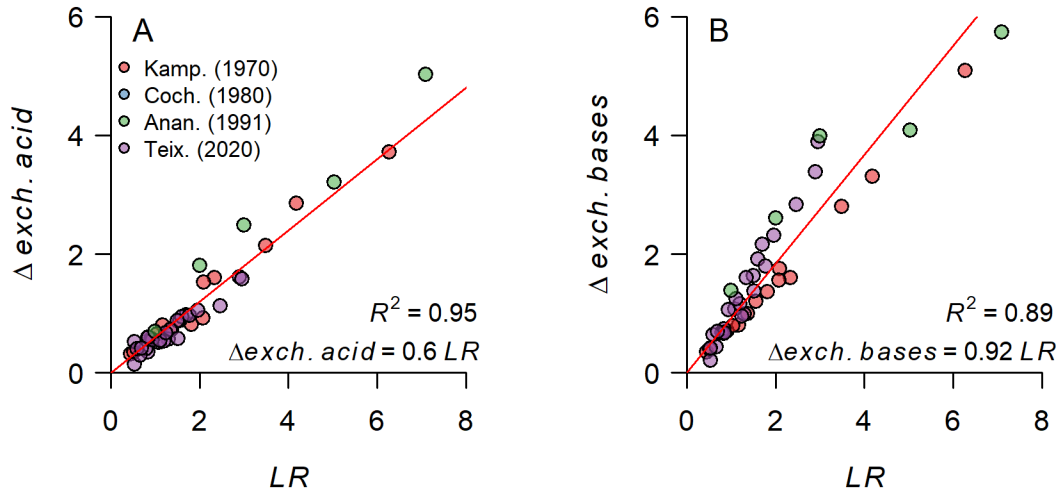 A
Kamp. (1970)
Coch. (1980)
Anan. (1991)
Teix. (2020)
Δ exch. acid
6
4
2
0
R² = 0.95
Δexch. acid = 0.6 LR
0 2 4 6 8
LR
B
Δ exch. bases
6
4
2
0
R² = 0.89
Δexch. bases = 0.92 LR
0 2 4 6 8
LR